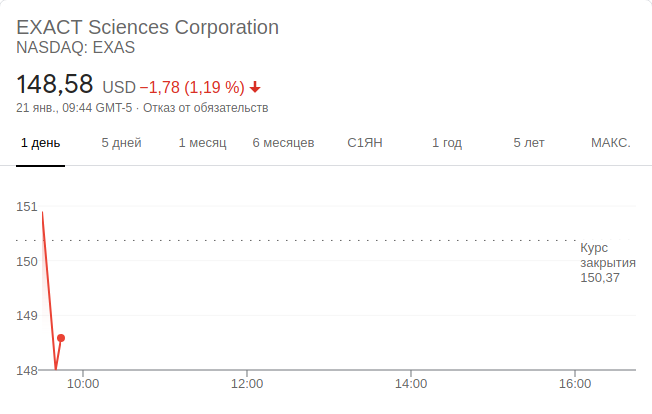 EXACT Sciences Corporation
NASDAQ: EXAS
148,58 USD −1,78 (1,19 %)
21 янв., 09:44 GMT-5 · Отказ от обязательств
1 день 5 дней 1 месяц 6 месяцев С1ЯН 1 год 5 лет МАКС.
151
150
149
148
Курс
закрытия
150,37
10:00 12:00 14:00 16:00